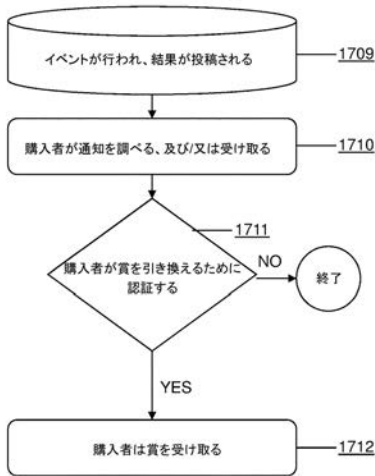 イベントが行われ、結果が投稿される
1709
購入者が通知を調べる、及び/又は受け取る
1710
1711
購入者が賞を引き換えるために
認証する
NO
終了
YES
購入者は賞を受け取る
1712